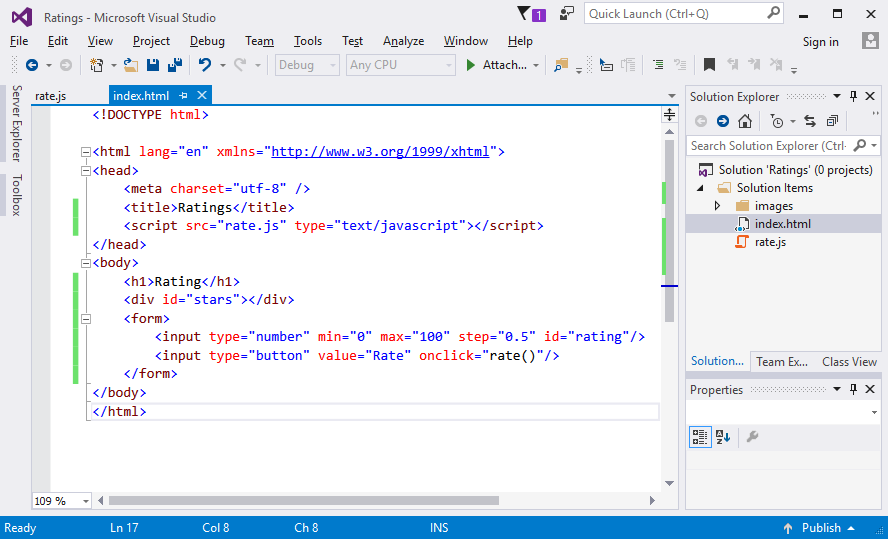 Ratings - Microsoft Visual Studio
1
Quick Launch (Ctrl+Q)
File Edit View Project Debug Team Tools Test Analyze Window Help
Sign in
Debug Any CPU Attach...
Server Explorer
Toolbox
rate.js index.html
<!DOCTYPE html>
<html lang="en" xmlns="http://www.w3.org/1999/xhtml">
<head>
<meta charset="utf-8" />
<title>Ratings</title>
<script src="rate.js" type="text/javascript"></script>
</head>
<body>
<h1>Rating</h1>
<div id="stars"></div>
<form>
<input type="number" min="0" max="100" step="0.5" id="rating"/>
<input type="button" value="Rate" onclick="rate()"/>
</form>
</body>
</html>
109 %
Solution Explorer
Search Solution Explorer (Ctrl-
Solution 'Ratings' (0 projects)
Solution Items
images
index.html
rate.js
Solution... Team Ex... Class View
Properties
Ready Ln 17 Col 8 Ch 8 INS Publish